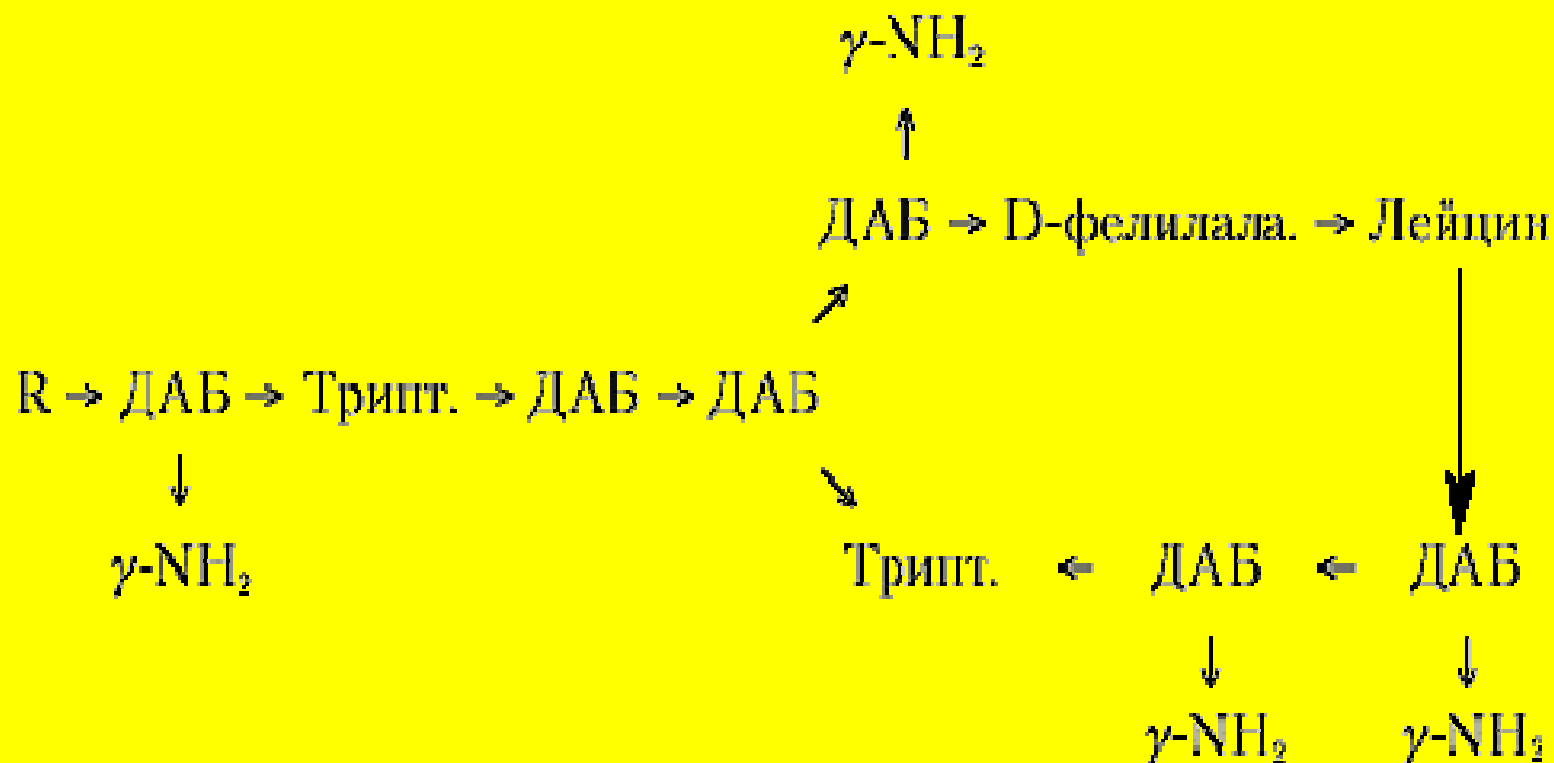 γ-NH₂
ДАБ → D-фелилала. → Лейцин
R → ДАБ → Трипт. → ДАБ → ДАБ
γ-NH₂
Трипт. ← ДАБ ← ДАБ
γ-NH₂ γ-NH₂